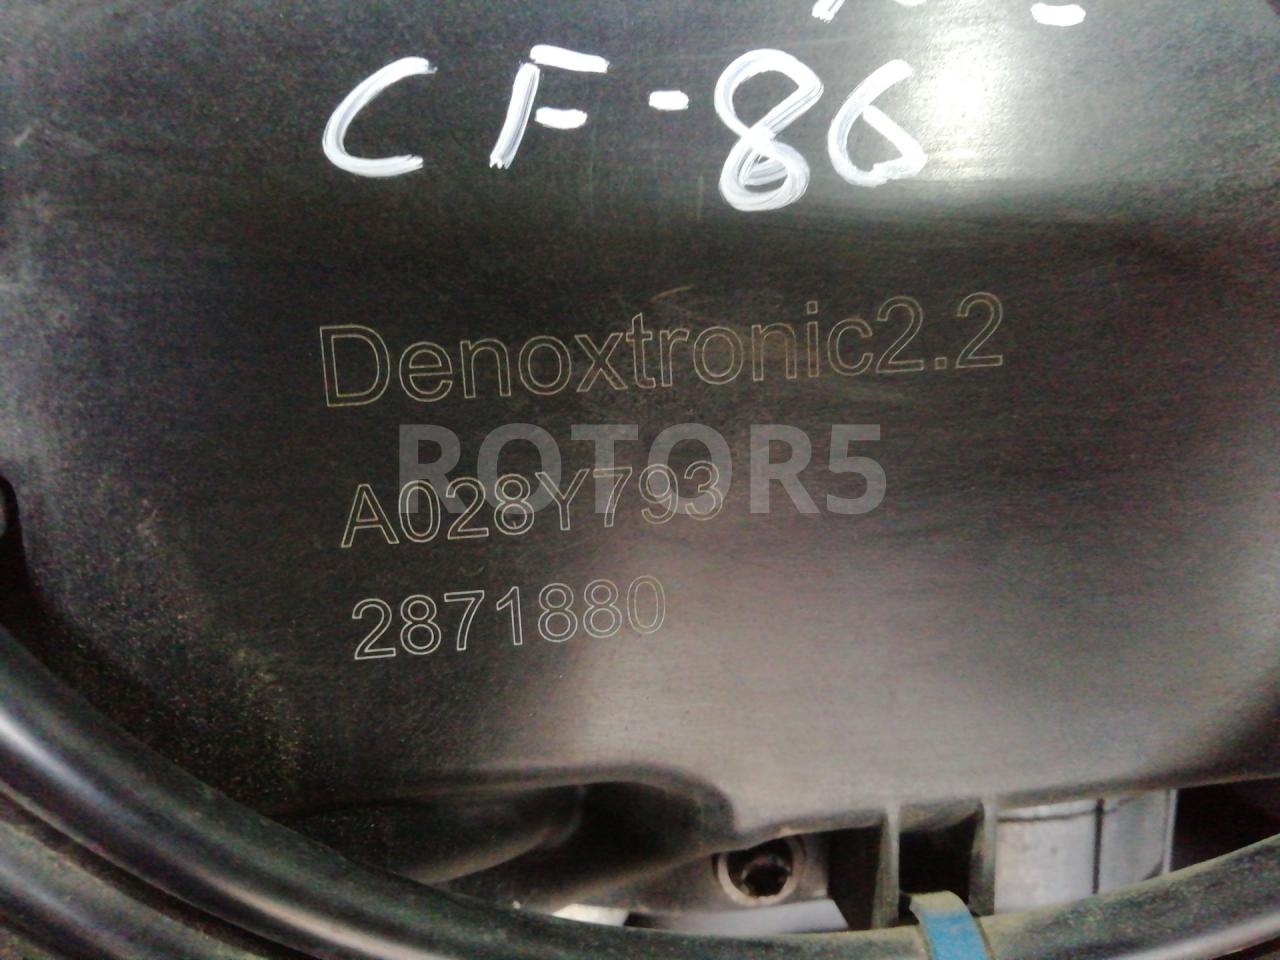 CF-86
Denoxtronic2.2
ROTOR5
A028Y793
2871880